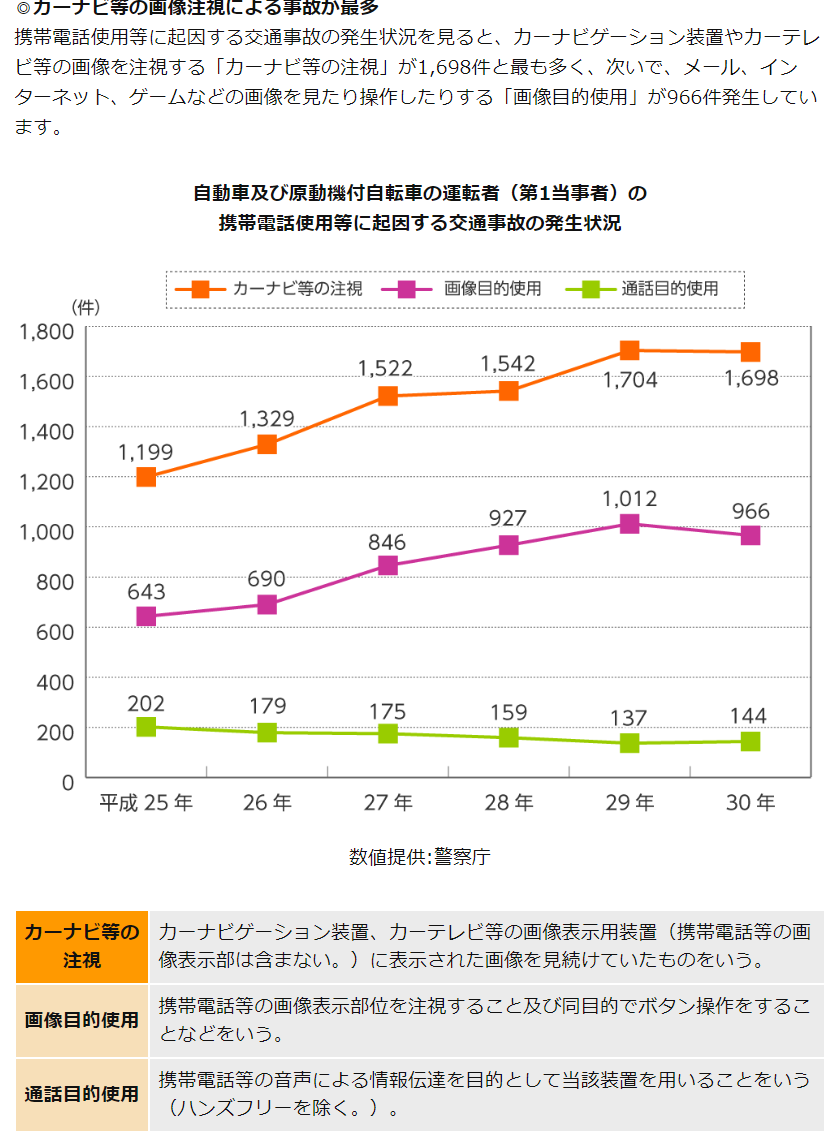 ◎カーナビ等の画像注視による事故が最多
携帯電話使用等に起因する交通事故の発生状況を見ると、カーナビゲーション装置やカーテレ
ビ等の画像を注視する「カーナビ等の注視」が1,698件と最も多く、次いで、メール、イン
ターネット、ゲームなどの画像を見たり操作したりする「画像目的使用」が966件発生してい
ます。
自動車及び原動機付自転車の運転者（第1当事者）の
携帯電話使用等に起因する交通事故の発生状況
カーナビ等の注視 画像目的使用 通話目的使用
（件）
1,800
1,600
1,400
1,200
1,000
800
600
400
200
0
1,199 1,329 1,522 1,542 1,704 1,698
643 690 846 927 1,012 966
202 179 175 159 137 144
平成 25 年 26 年 27 年 28 年 29 年 30 年
数値提供:警察庁
カーナビ等の
注視
カーナビゲーション装置、カーテレビ等の画像表示用装置（携帯電話等の画
像表示部は含まない。）に表示された画像を見続けていたものをいう。
画像目的使用
携帯電話等の画像表示部位を注視すること及び同目的でボタン操作をするこ
となどをいう。
通話目的使用
携帯電話等の音声による情報伝達を目的として当該装置を用いることをいう
（ハンズフリーを除く。）。